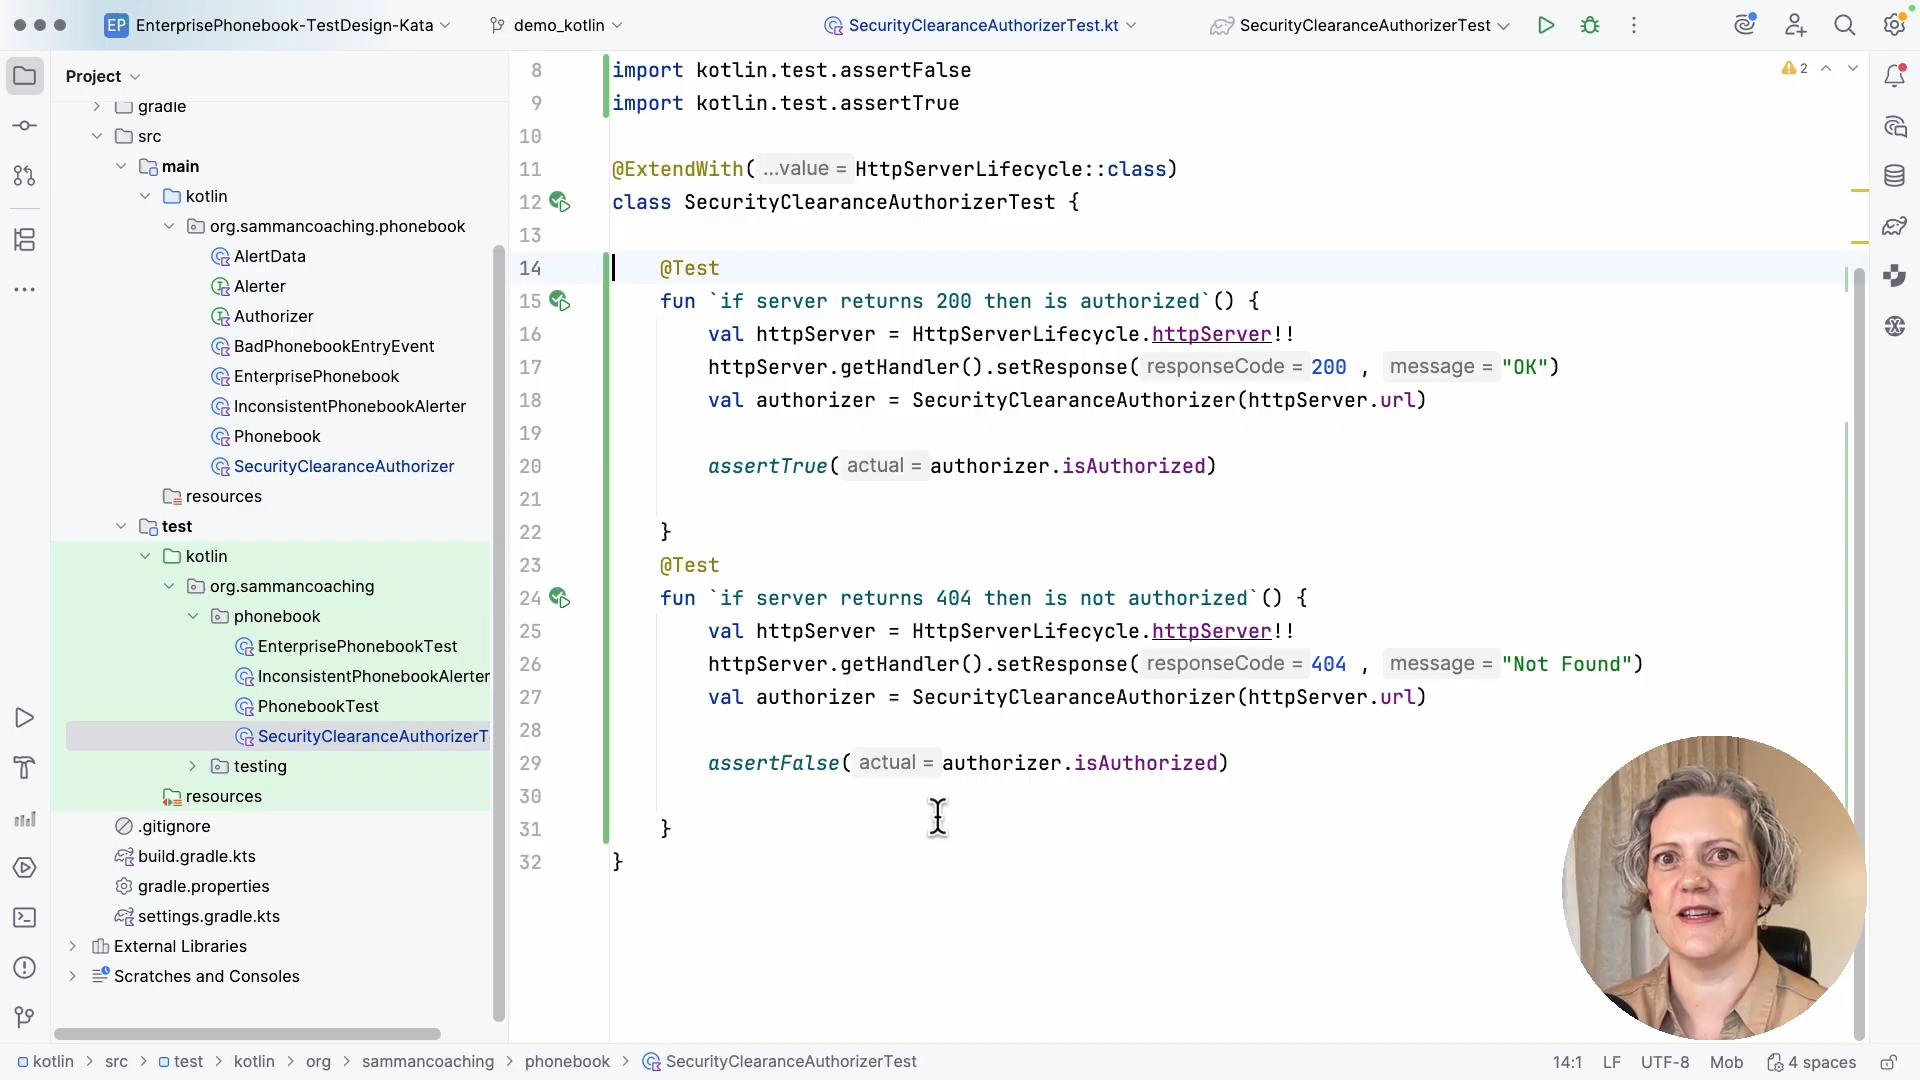 EP EnterprisePhonebook-TestDesign-Kata demo_kotlin SecurityClearanceAuthorizerTest.kt SecurityClearanceAuthorizerTest
Project
gradle
src
main
kotlin
org.sammancoaching.phonebook
AlertData
Alerter
Authorizer
BadPhonebookEntryEvent
EnterprisePhonebook
InconsistentPhonebookAlerter
Phonebook
SecurityClearanceAuthorizer
resources
test
kotlin
org.sammancoaching
phonebook
EnterprisePhonebookTest
InconsistentPhonebookAlerter
PhonebookTest
SecurityClearanceAuthorizerT
testing
resources
.gitignore
build.gradle.kts
gradle.properties
settings.gradle.kts
External Libraries
Scratches and Consoles
2
8 import kotlin.test.assertFalse
9 import kotlin.test.assertTrue
10
11 @ExtendWith( ...value = HttpServerLifecycle::class)
12 class SecurityClearanceAuthorizerTest {
13
14 @Test
15 fun `if server returns 200 then is authorized`() {
16 val httpServer = HttpServerLifecycle.httpServer!!
17 httpServer.getHandler().setResponse( responseCode = 200 , message = "OK")
18 val authorizer = SecurityClearanceAuthorizer(httpServer.url)
19
20 assertTrue( actual = authorizer.isAuthorized)
21
22 }
23 @Test
24 fun `if server returns 404 then is not authorized`() {
25 val httpServer = HttpServerLifecycle.httpServer!!
26 httpServer.getHandler().setResponse( responseCode = 404 , message = "Not Found")
27 val authorizer = SecurityClearanceAuthorizer(httpServer.url)
28
29 assertFalse( actual = authorizer.isAuthorized)
30
31 }
32 }
kotlin > src > test > kotlin > org > sammancoaching > phonebook > SecurityClearanceAuthorizerTest 14:1 LF UTF-8 Mob 4 spaces